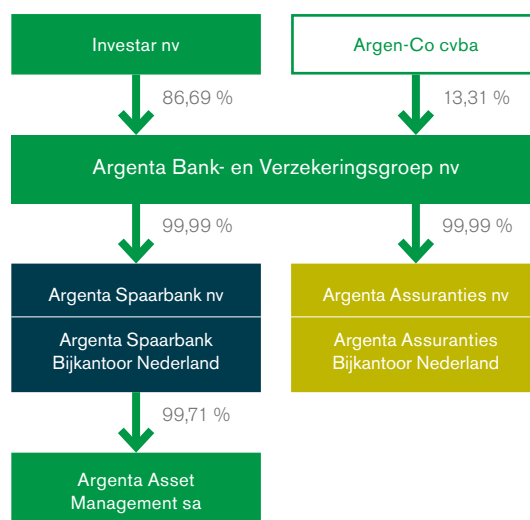 Investar nv
Argen-Co cvba
86,69 %
13,31 %
Argenta Bank- en Verzekeringsgroep nv
99,99 %
99,99 %
Argenta Spaarbank nv
Argenta Assuranties nv
Argenta Spaarbank
Bijkantoor Nederland
Argenta Assuranties
Bijkantoor Nederland
99,71 %
Argenta Asset
Management sa